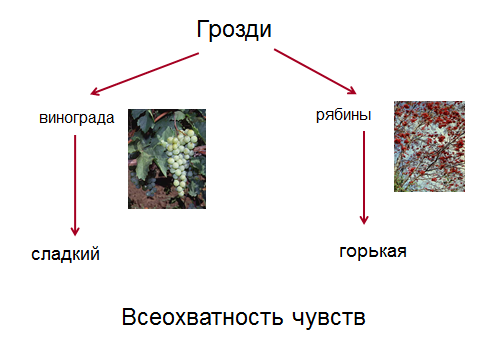 Грозди
винограда
рябины
сладкий
горькая
Всеохватность чувств